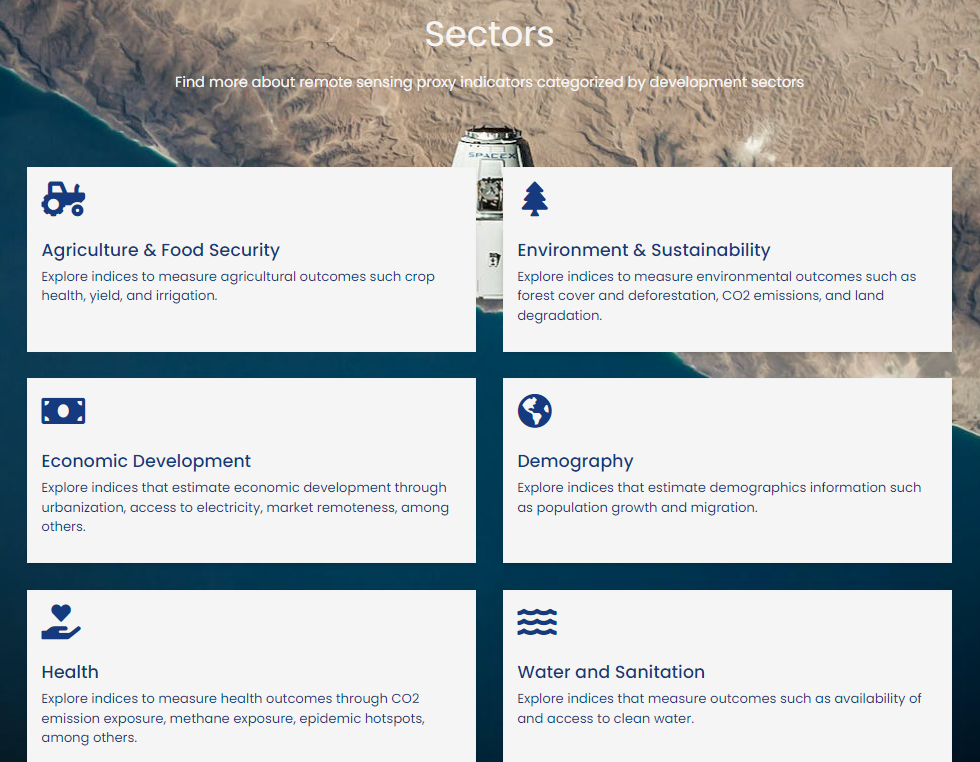 Sectors
Find more about remote sensing proxy indicators categorized by development sectors
SPACEX
Agriculture & Food Security
Explore indices to measure agricultural outcomes such crop
health, yield, and irrigation.
Environment & Sustainability
Explore indices to measure environmental outcomes such as
forest cover and deforestation, CO2 emissions, and land
degradation.
Economic Development
Explore indices that estimate economic development through
urbanization, access to electricity, market remoteness, among
others.
Demography
Explore indices that estimate demographics information such
as population growth and migration.
Health
Explore indices to measure health outcomes through CO2
emission exposure, methane exposure, epidemic hotspots,
among others.
Water and Sanitation
Explore indices that measure outcomes such as availability of
and access to clean water.